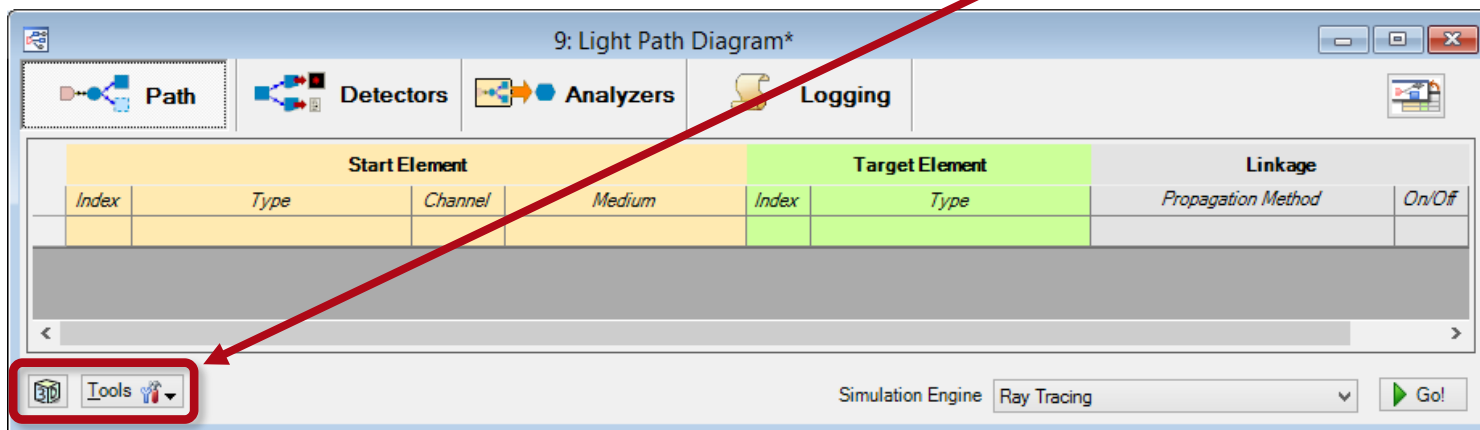 9: Light Path Diagram*
Path Detectors Analyzers Logging
Start Element Target Element Linkage
Index Type Channel Medium Index Type Propagation Method On/Off
3D Tools Simulation Engine Ray Tracing Go!